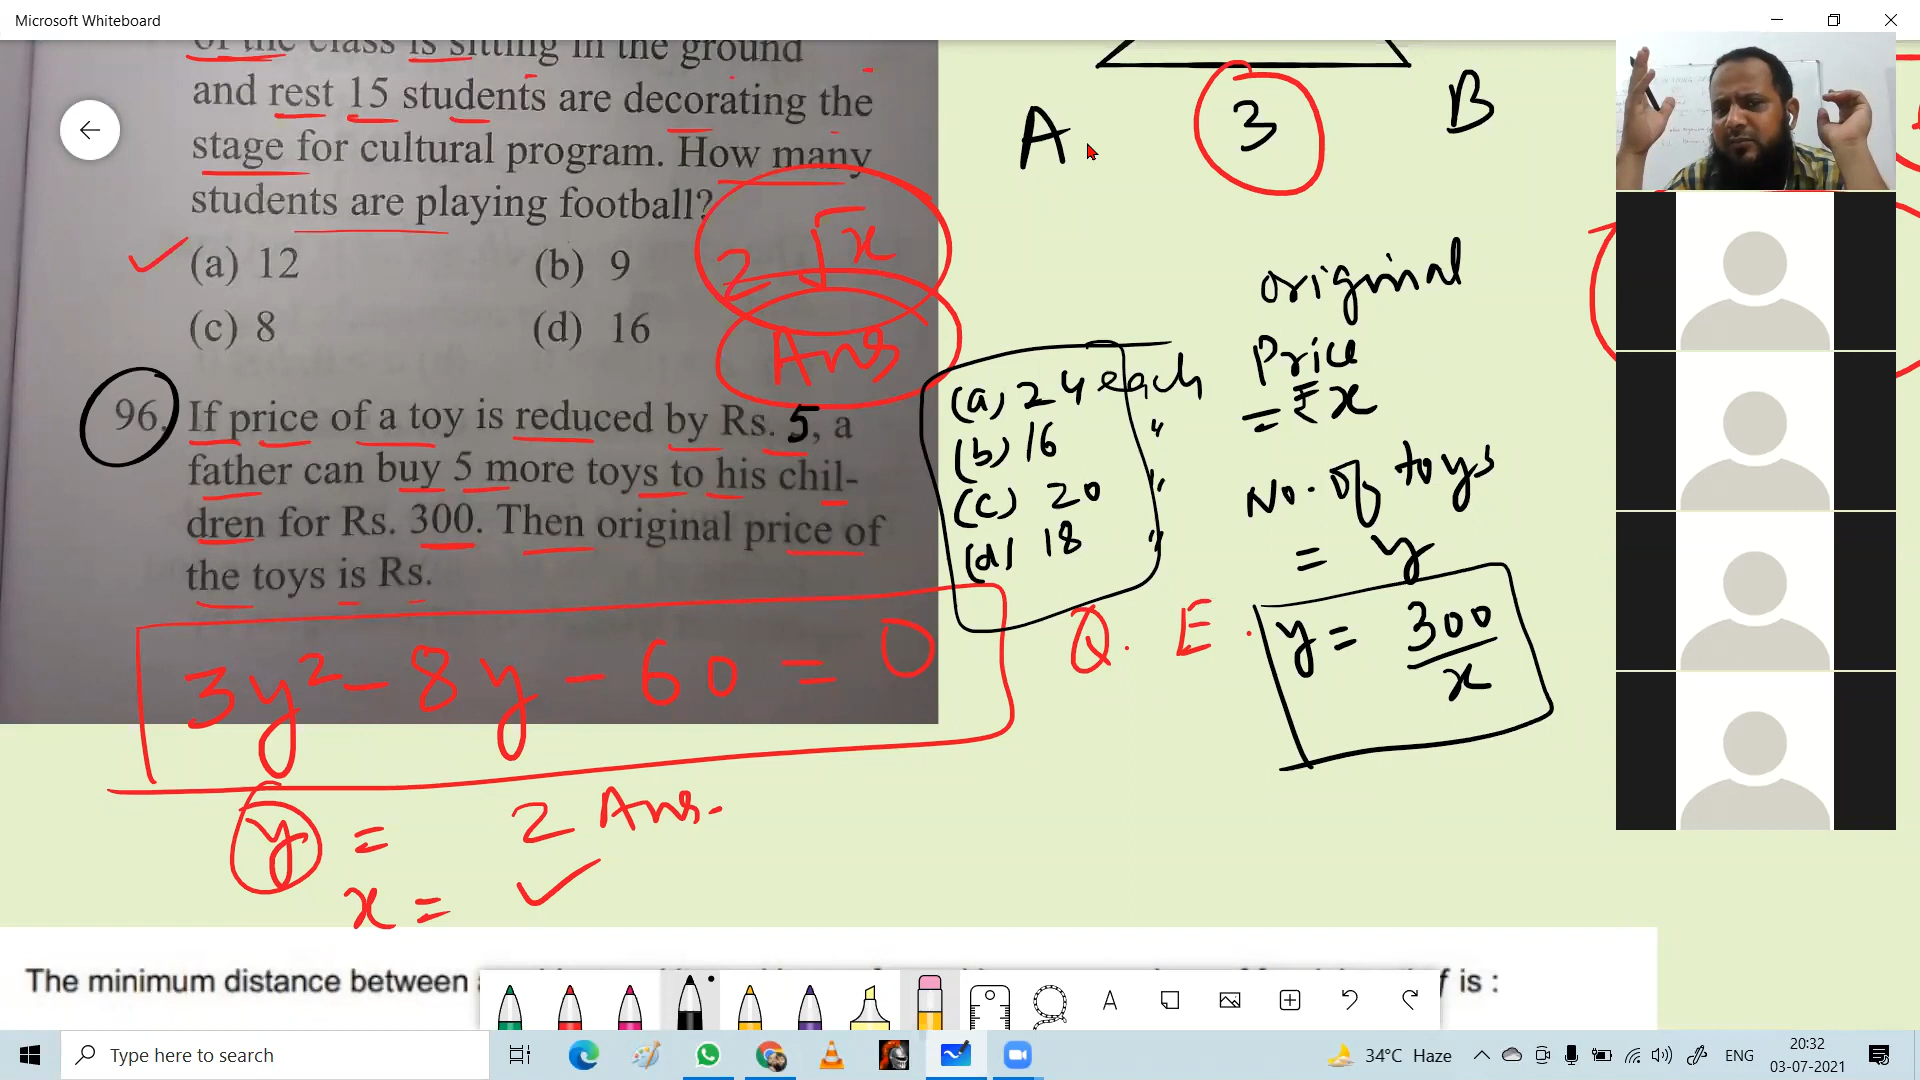 Microsoft Whiteboard
of the class is sitting in the ground
and rest 15 students are decorating the
stage for cultural program. How many
students are playing football?
(a) 12 (b) 9
(c) 8 (d) 16
2 √x
Ans
96. If price of a toy is reduced by Rs. 5, a
father can buy 5 more toys to his chil-
dren for Rs. 300. Then original price of
the toys is Rs.
3y² - 8y - 60 = 0
y = 2 Ans.
x =
A. 3 B
(a) 24 each
(b) 16 "
(c) 20 "
(d) 18 "
Original
Price
= ₹ x
No. of toys
= y
Q. E.
y = 300/x
The minimum distance between
is :
Type here to search
34°C Haze
ENG
20:32
03-07-2021